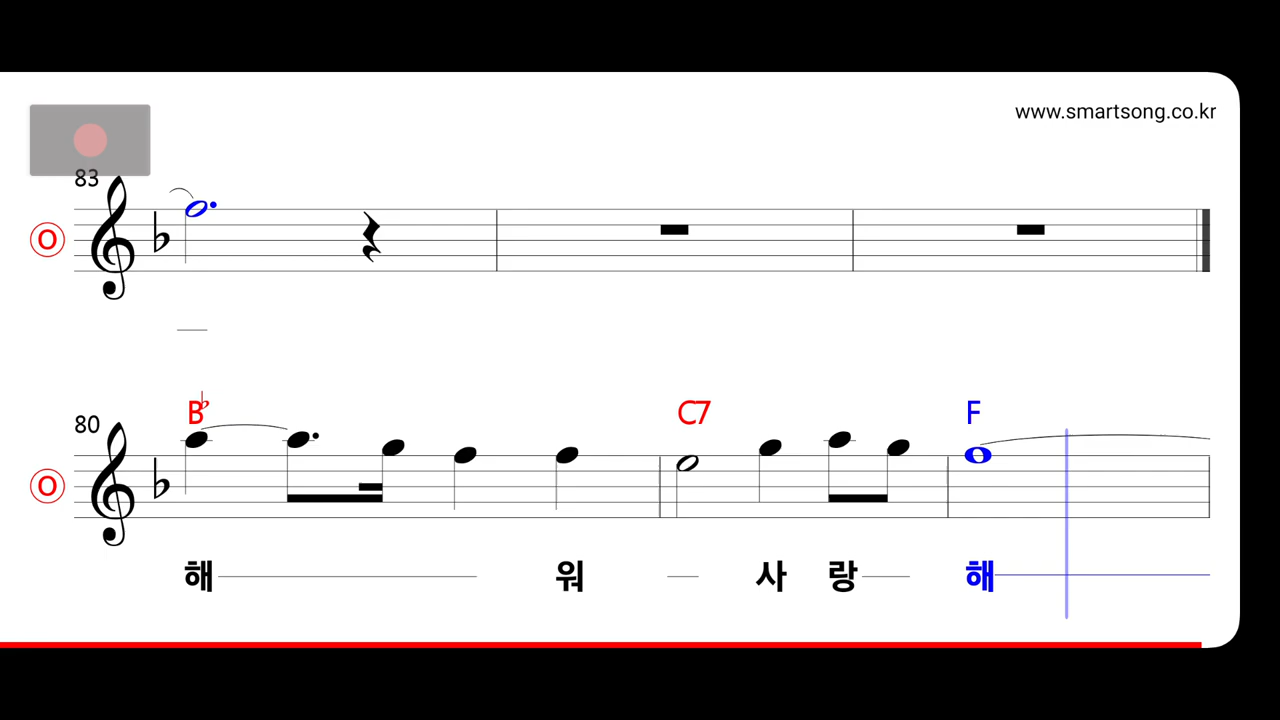 www.smartsong.co.kr
83
O
80
B♭ C7 F
O
해 워 사 랑 해